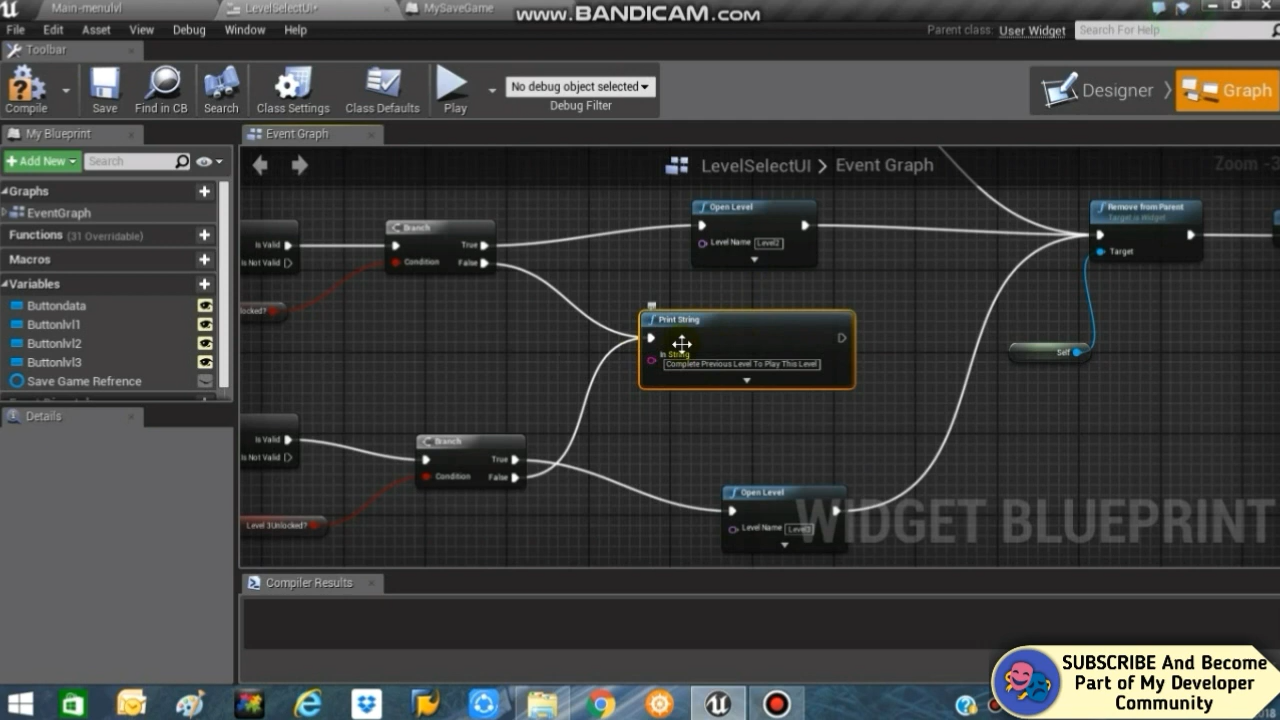 Main-menulvl
LevelSelectUI*
MySaveGame
www.BANDICAM.com
File Edit Asset View Debug Window Help
Parent class: User Widget
Search For Help
Toolbar
Compile
Save
Find in CB
Search
Class Settings
Class Defaults
Play
No debug object selected
Debug Filter
Designer
Graph
My Blueprint
Event Graph
+Add New
Search
LevelSelectUI > Event Graph
Zoom -3
Graphs
EventGraph
Functions (31 Overridable)
Macros
Variables
Buttondata
Buttonlvl1
Buttonlvl2
Buttonlvl3
Save Game Refrence
Details
Is Valid
Is Not Valid
locked?
Branch
True
Condition
False
Open Level
Level Name Level2
Remove from Parent
Target is Widget
Target
Self
Print String
In String
Complete Previous Level To Play This Level
Is Valid
Is Not Valid
Level 3Unlocked?
Branch
True
Condition
False
Open Level
Level Name Level3
WIDGET BLUEPRINT
Compiler Results
SUBSCRIBE And Become
Part of My Developer
Community